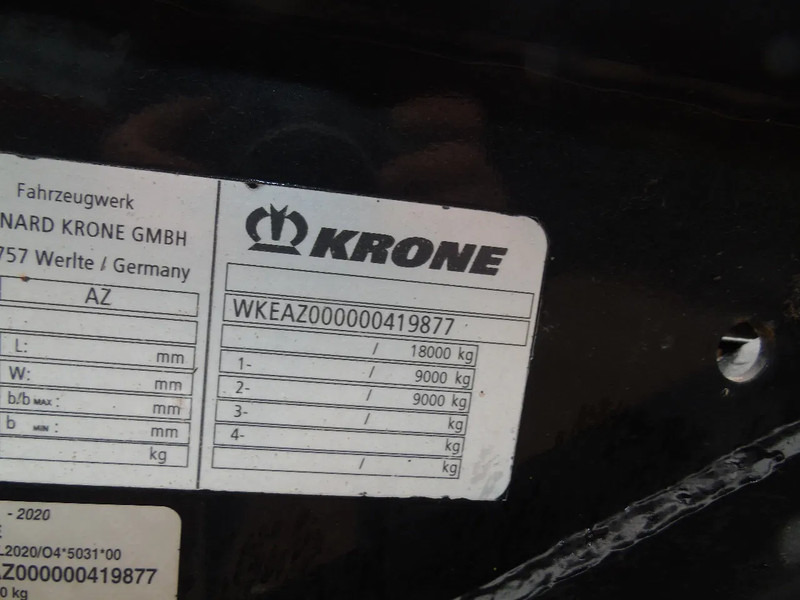 Fahrzeugwerk
NARD KRONE GMBH
757 Werlte / Germany
AZ
L: mm
W: mm
b/b MAX : mm
b MIN : mm
kg
KRONE
WKEAZ000000419877
/ 18000 kg
1- / 9000 kg
2- / 9000 kg
3- / kg
4- kg
/ kg
- 2020
2020/O4*5031*00
Z000000419877
0 kg